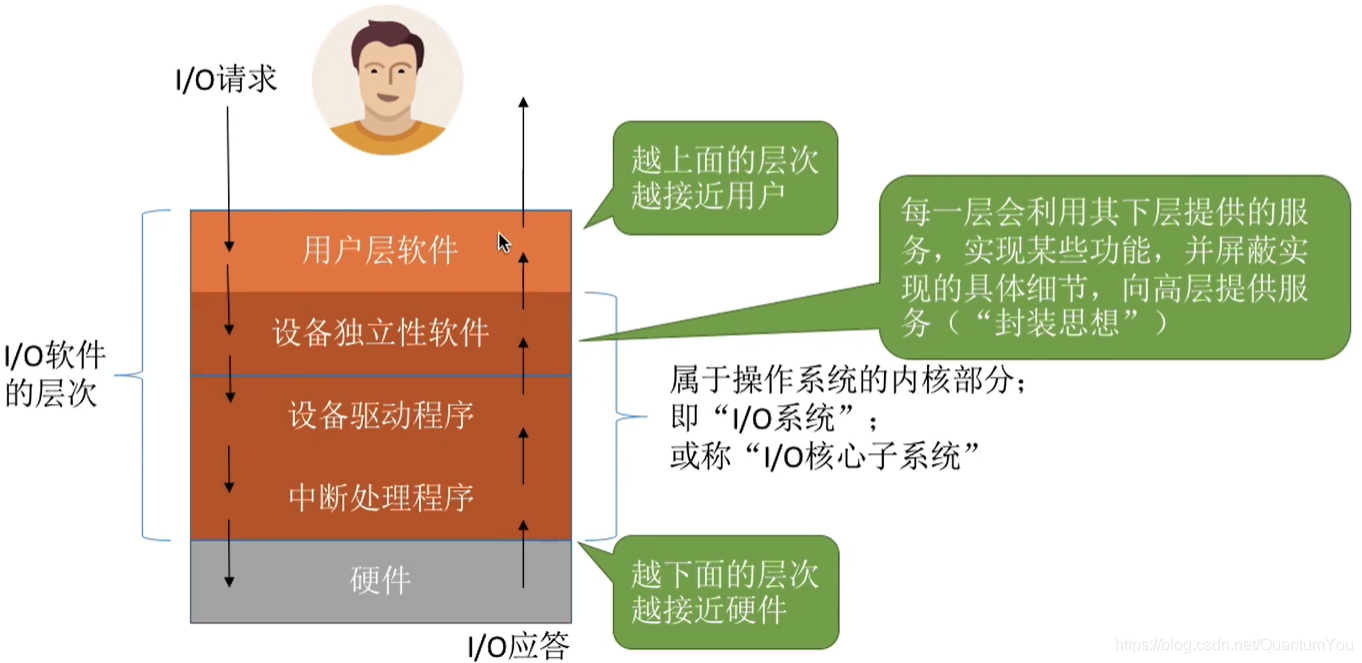 I/O请求
越上面的层次
越接近用户
每一层会利用其下层提供的服
务，实现某些功能，并屏蔽实
现的具体细节，向高层提供服
务（“封装思想”）
用户层软件
设备独立性软件
I/O软件
的层次
属于操作系统的内核部分；
即“I/O系统”；
或称“I/O核心子系统”
设备驱动程序
中断处理程序
越下面的层次
越接近硬件
硬件
I/O应答
https://blog.csdn.net/QuantumYou